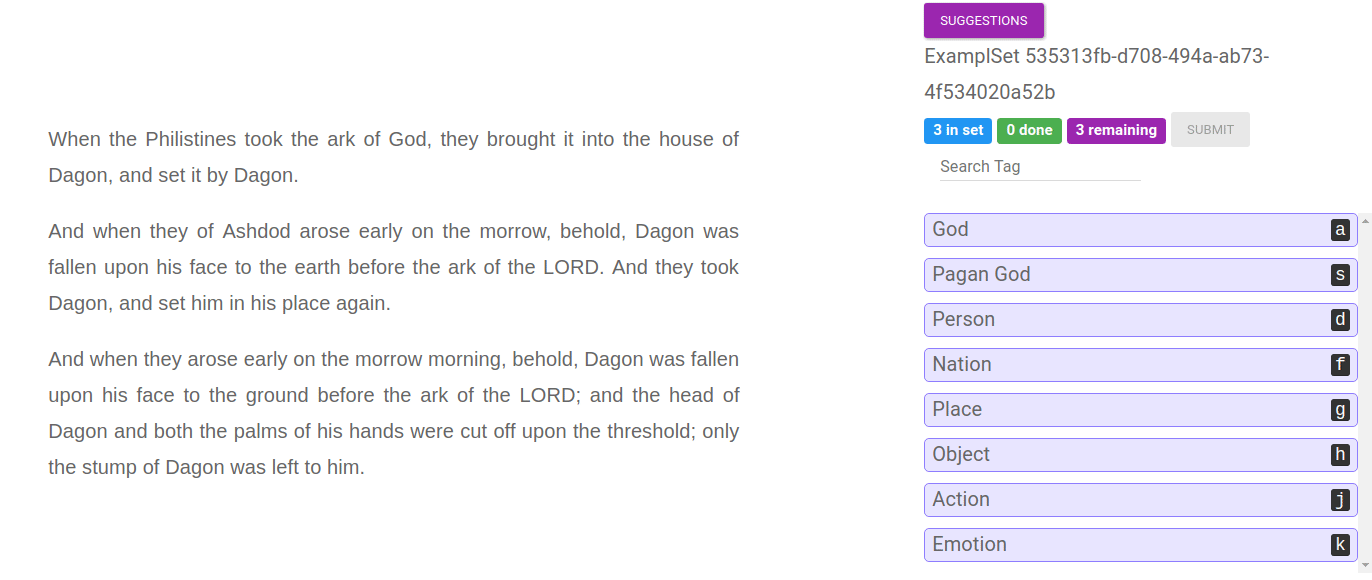 SUGGESTIONS
ExamplSet 535313fb-d708-494a-ab73-
4f534020a52b
3 in set 0 done 3 remaining SUBMIT
Search Tag
When the Philistines took the ark of God, they brought it into the house of
Dagon, and set it by Dagon.
And when they of Ashdod arose early on the morrow, behold, Dagon was
fallen upon his face to the earth before the ark of the LORD. And they took
Dagon, and set him in his place again.
And when they arose early on the morrow morning, behold, Dagon was fallen
upon his face to the ground before the ark of the LORD; and the head of
Dagon and both the palms of his hands were cut off upon the threshold; only
the stump of Dagon was left to him.
God a
Pagan God s
Person d
Nation f
Place g
Object h
Action j
Emotion k